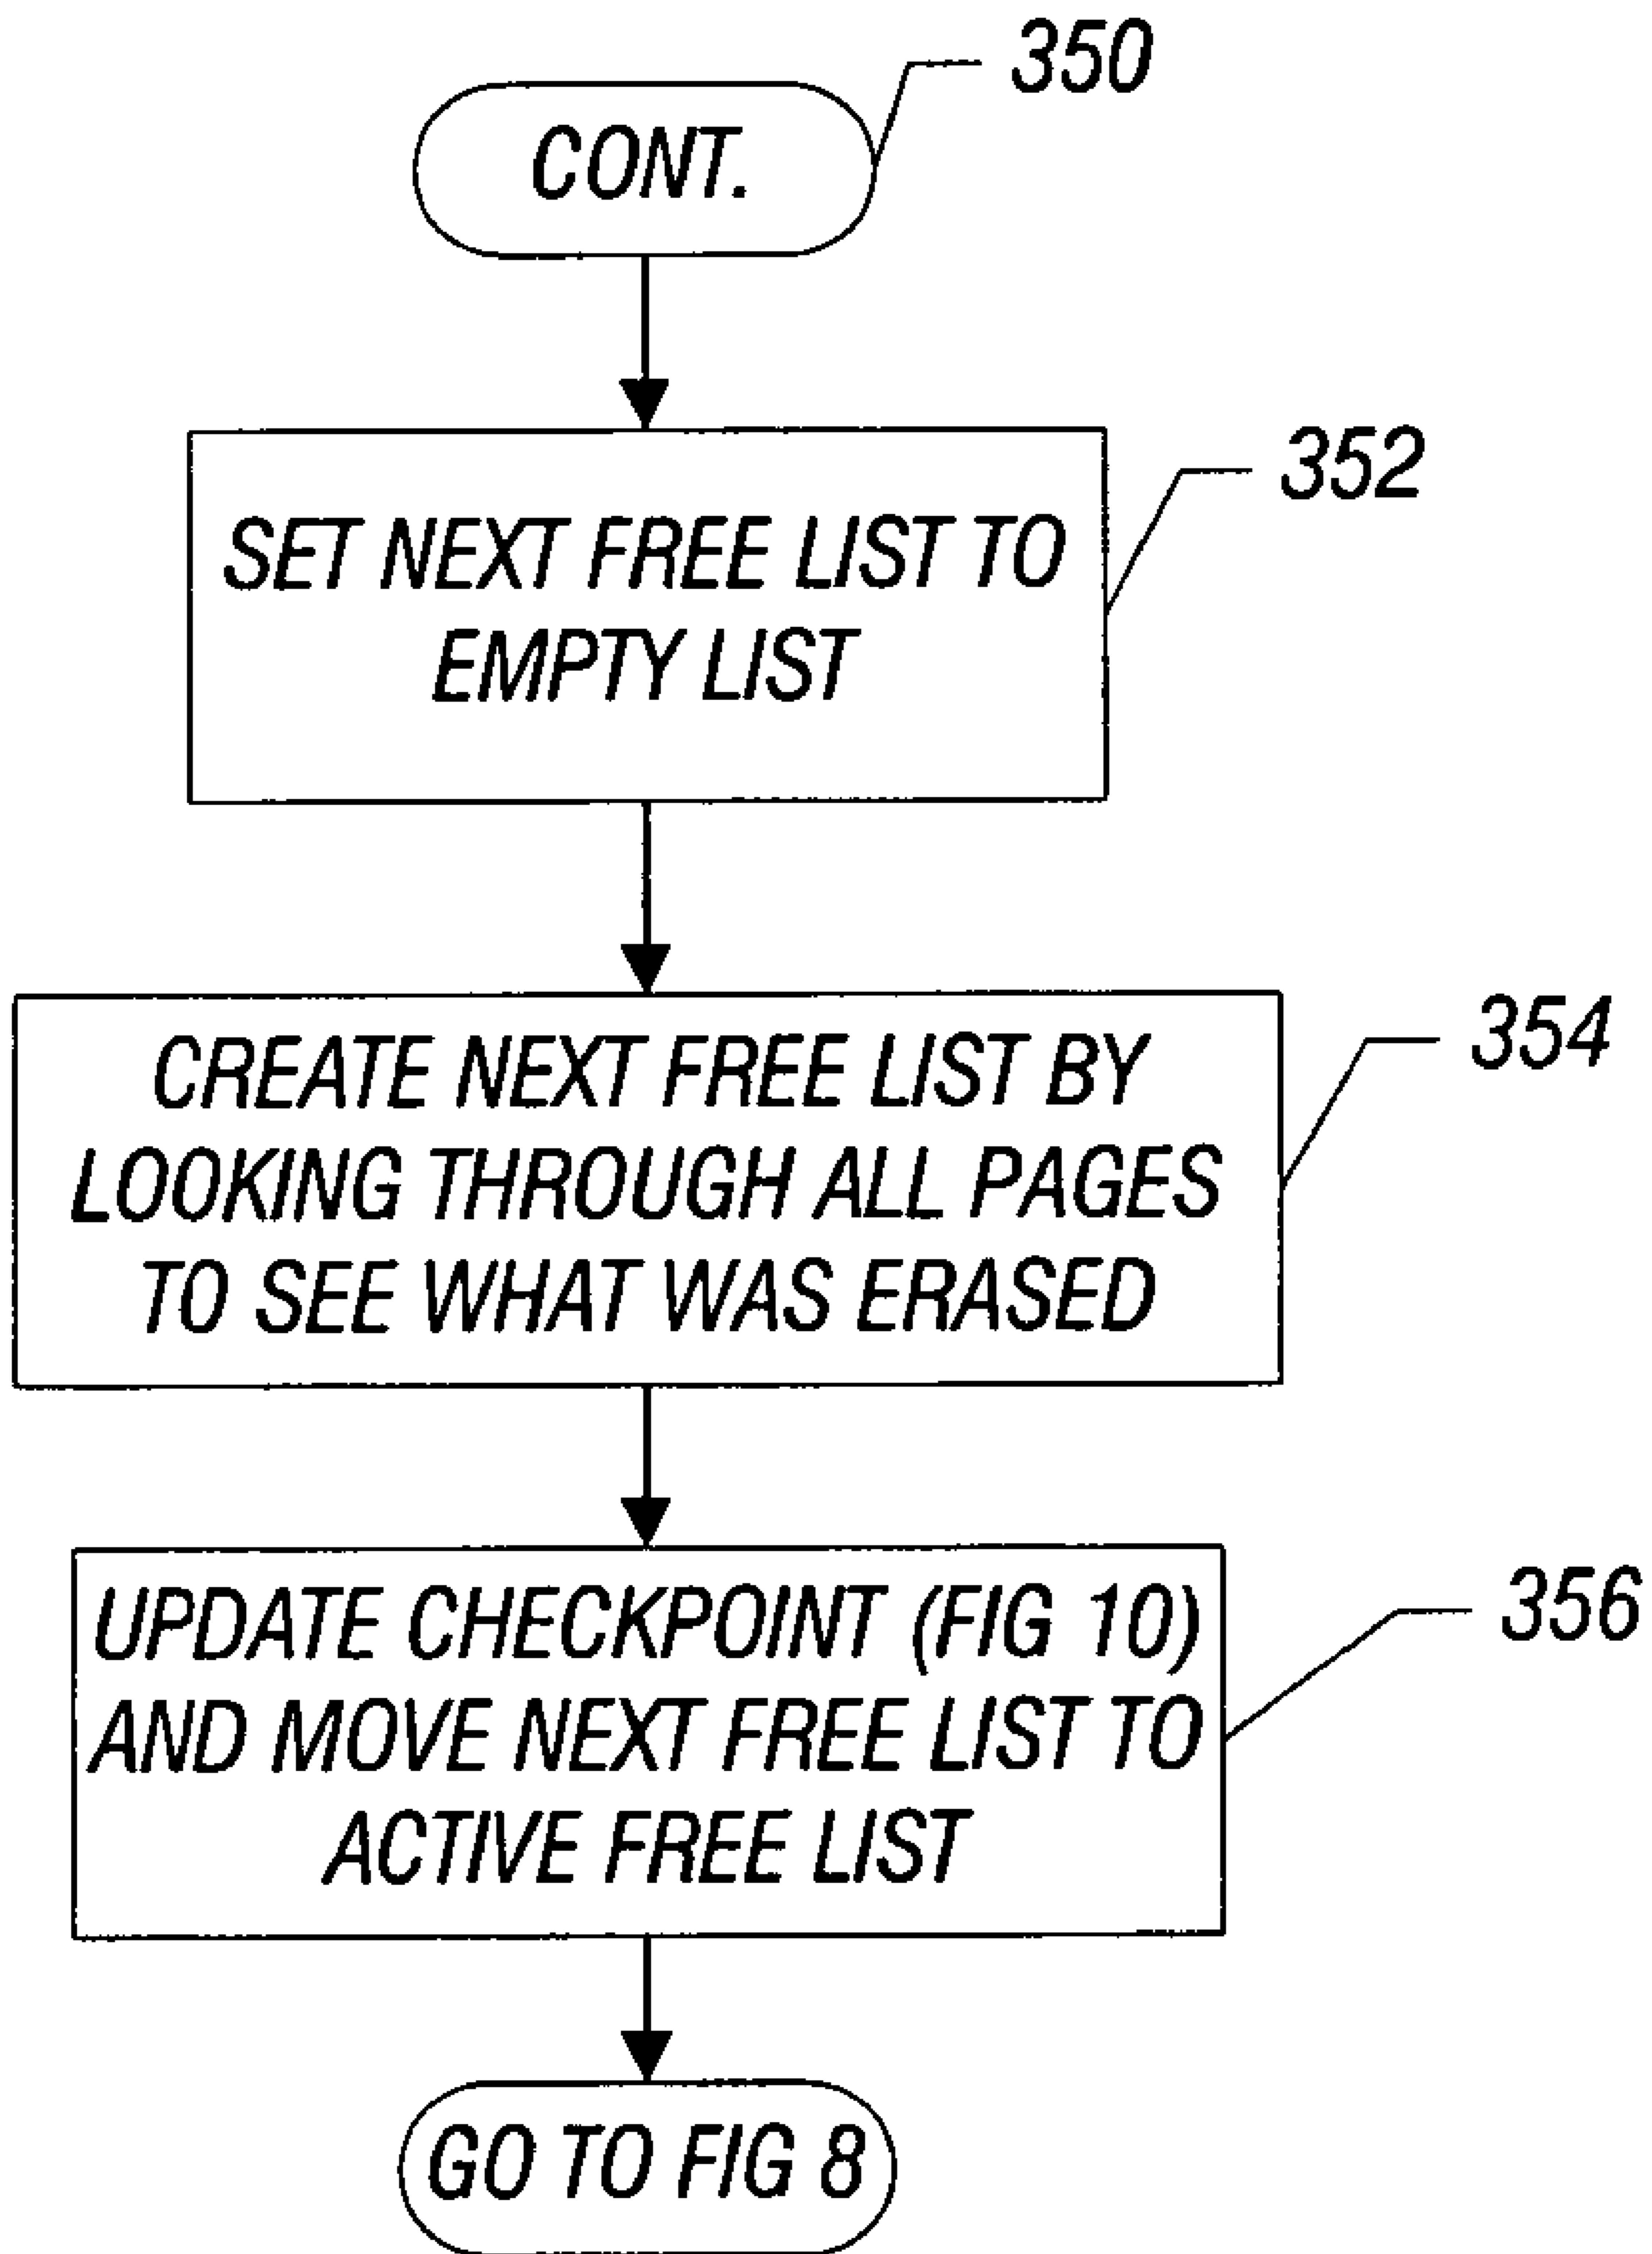 350
CONT.
352
SET NEXT FREE LIST TO
EMPTY LIST
354
CREATE NEXT FREE LIST BY
LOOKING THROUGH ALL PAGES
TO SEE WHAT WAS ERASED
356
UPDATE CHECKPOINT (FIG 10)
AND MOVE NEXT FREE LIST TO
ACTIVE FREE LIST
GO TO FIG 8